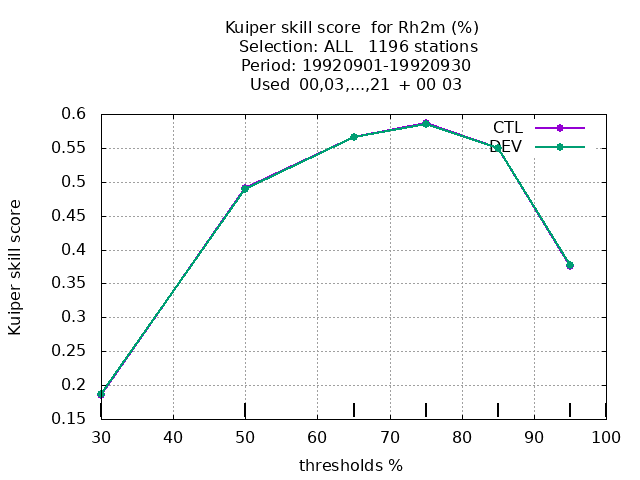 Kuiper skill score for Rh2m (%)
Selection: ALL 1196 stations
Period: 19920901-19920930
Used 00,03,...,21 + 00 03
0.6
0.55
0.5
0.45
0.4
0.35
0.3
0.25
0.2
0.15
Kuiper skill score
CTL
DEV
30 40 50 60 70 80 90 100
thresholds %